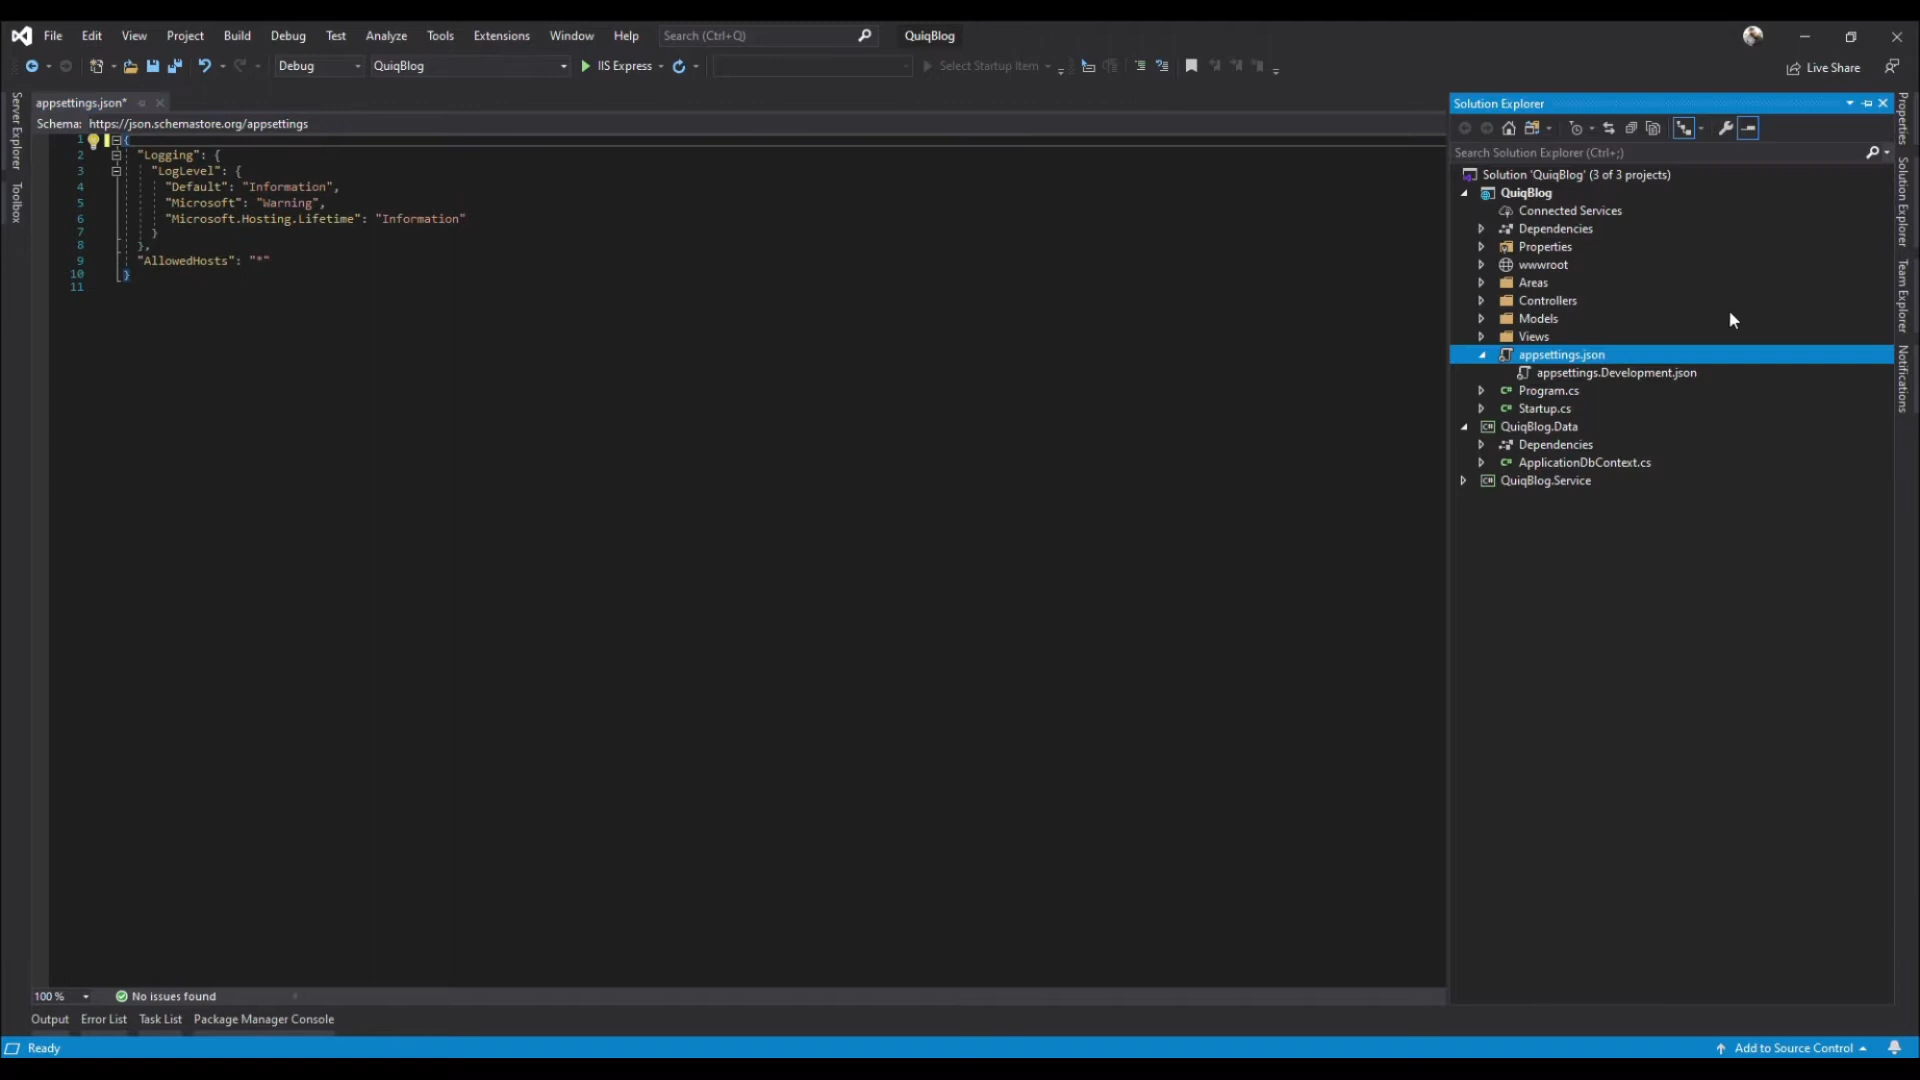 File Edit View Project Build Debug Test Analyze Tools Extensions Window Help Search (Ctrl+Q) QuiqBlog
Debug QuiqBlog IIS Express Select Startup Item Live Share
appsettings.json*
Schema: https://json.schemastore.org/appsettings
1 {
2 "Logging": {
3 "LogLevel": {
4 "Default": "Information",
5 "Microsoft": "Warning",
6 "Microsoft.Hosting.Lifetime": "Information"
7 }
8 },
9 "AllowedHosts": "*"
10 }
11
Server Explorer
Toolbox
Solution Explorer
Search Solution Explorer (Ctrl+;)
Solution 'QuiqBlog' (3 of 3 projects)
QuiqBlog
Connected Services
Dependencies
Properties
wwwroot
Areas
Controllers
Models
Views
appsettings.json
appsettings.Development.json
C# Program.cs
C# Startup.cs
C# QuiqBlog.Data
Dependencies
C# ApplicationDbContext.cs
C# QuiqBlog.Service
Properties
Solution Explorer
Team Explorer
Notifications
100 % No issues found
Output Error List Task List Package Manager Console
Ready Add to Source Control